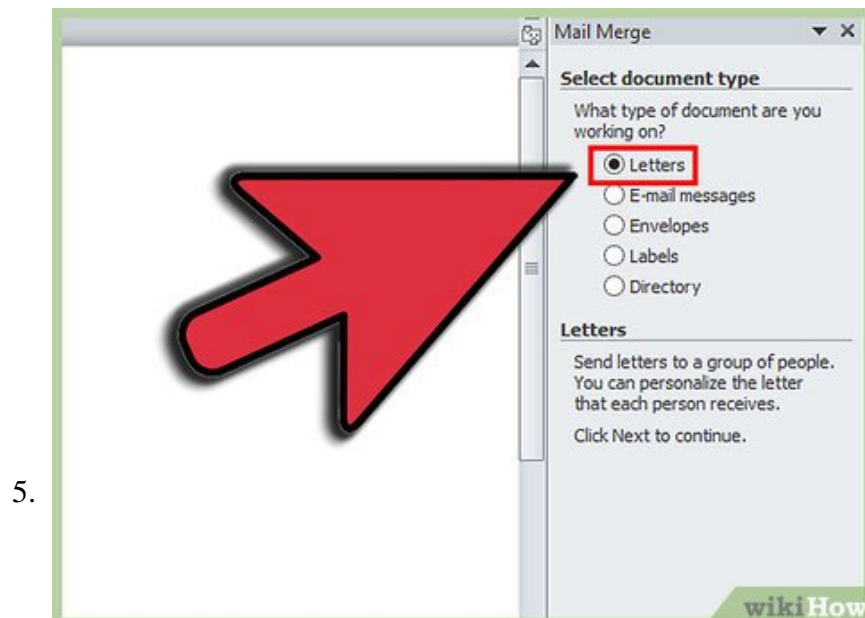 Mail Merge
Select document type
What type of document are you
working on?
Letters
E-mail messages
Envelopes
Labels
Directory
Letters
Send letters to a group of people.
You can personalize the letter
that each person receives.
Click Next to continue.
5.
wikiHow